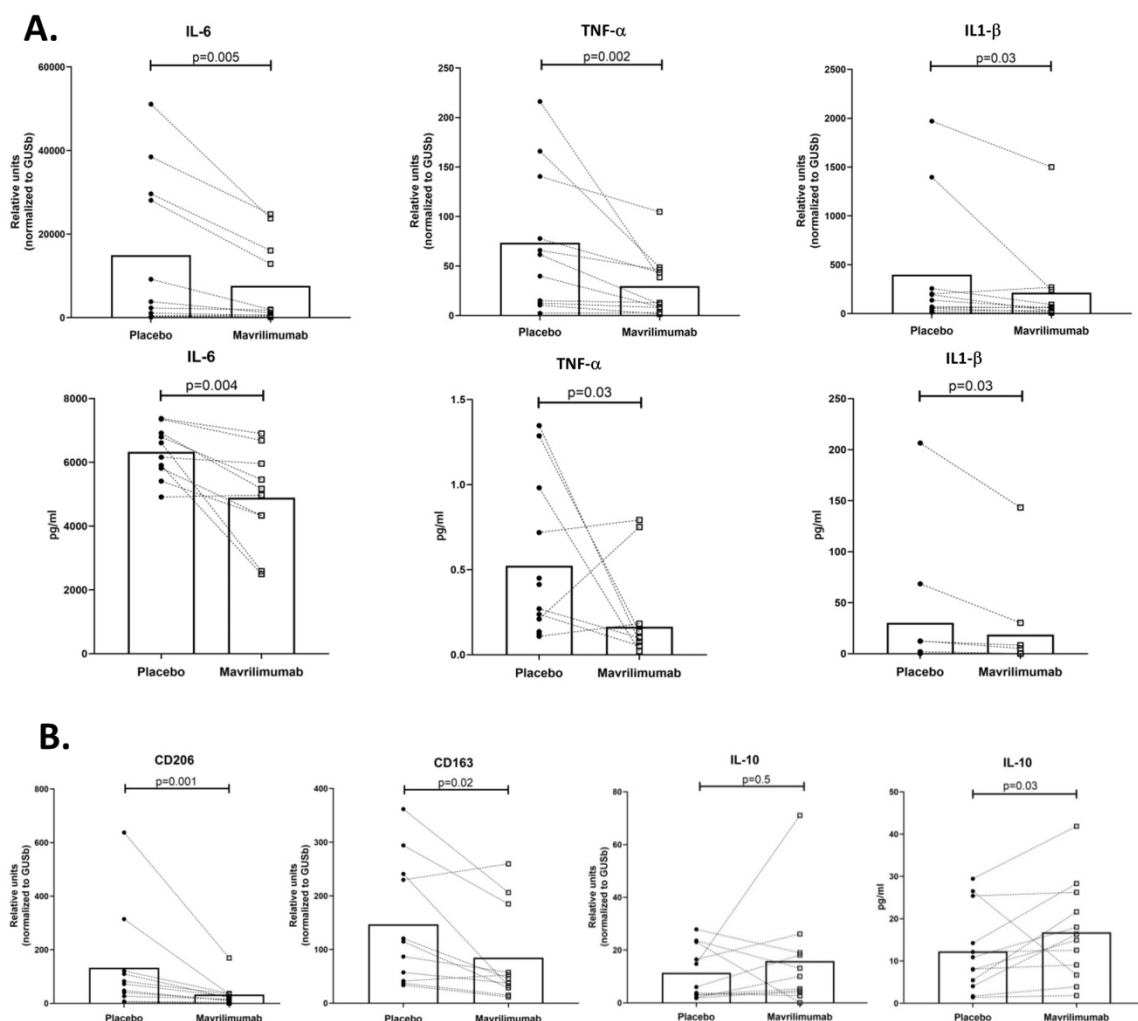 A.
IL-6
p=0.005
Relative units
(normalized to GUSb)
60000
40000
20000
0
Placebo Mavrilimumab
TNF-α
p=0.002
Relative units
(normalized to GUSb)
250
200
150
100
50
0
Placebo Mavrilimumab
IL1-β
p=0.03
Relative units
(normalized to GUSb)
2500
2000
1500
1000
500
0
Placebo Mavrilimumab
IL-6
p=0.004
pg/ml
8000
6000
4000
2000
0
Placebo Mavrilimumab
TNF-α
p=0.03
pg/ml
1.5
1.0
0.5
0.0
Placebo Mavrilimumab
IL1-β
p=0.03
pg/ml
250
200
150
100
50
0
Placebo Mavrilimumab
B.
CD206
p=0.001
Relative units
(normalized to GUSb)
800
600
400
200
0
Placebo Mavrilimumab
CD163
p=0.02
Relative units
(normalized to GUSb)
400
300
200
100
0
Placebo Mavrilimumab
IL-10
p=0.5
Relative units
(normalized to GUSb)
80
60
40
20
0
Placebo Mavrilimumab
IL-10
p=0.03
pg/ml
50
40
30
20
10
0
Placebo Mavrilimumab